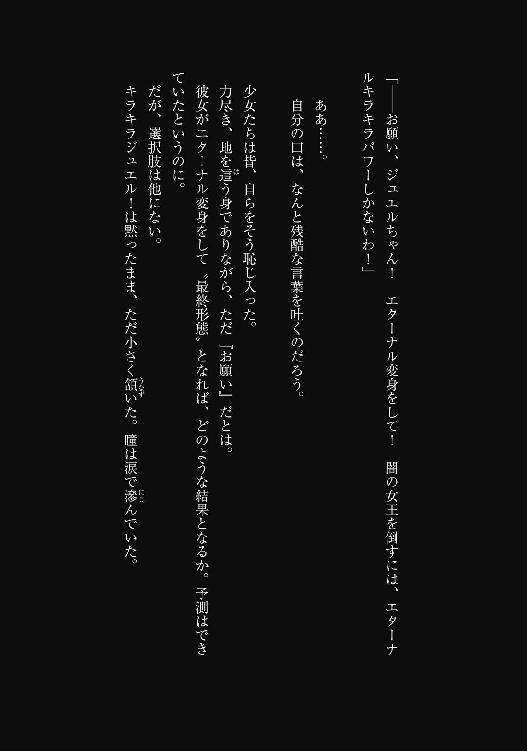 「――お願い、ジュエルちゃん！　エターナル変身をして！　闇の女王を倒すには、エターナ
ルキラキラパワーしかないわ！」
ああ……。
自分の口は、なんと残酷な言葉を吐くのだろう。
少女たちは皆、自らをそう恥じ入った。
力尽き、地を這う身でありながら、ただ「お願い」だとは。
彼女がエターナル変身をして〝最終形態〟となれば、どのような結果となるか。予測はでき
ていたというのに。
だが、選択肢は他にない。
キラキラジュエル！は黙ったまま、ただ小さく頷いた。瞳は涙で滲んでいた。